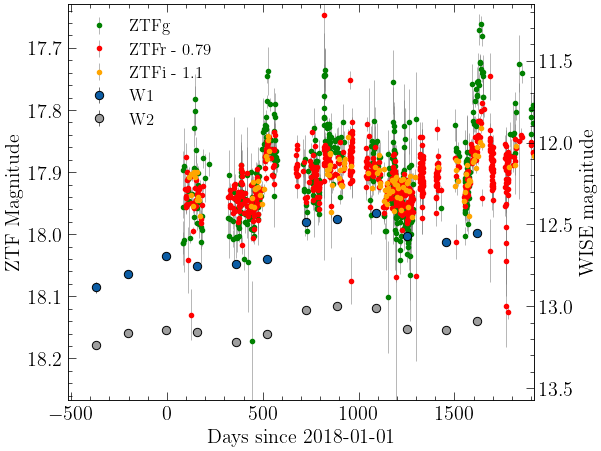 ZTFg
ZTFr - 0.79
ZTFi - 1.1
W1
W2
17.7
17.8
17.9
18.0
18.1
18.2
ZTF Magnitude
11.5
12.0
12.5
13.0
13.5
WISE magnitude
−500
0
500
1000
1500
Days since 2018-01-01